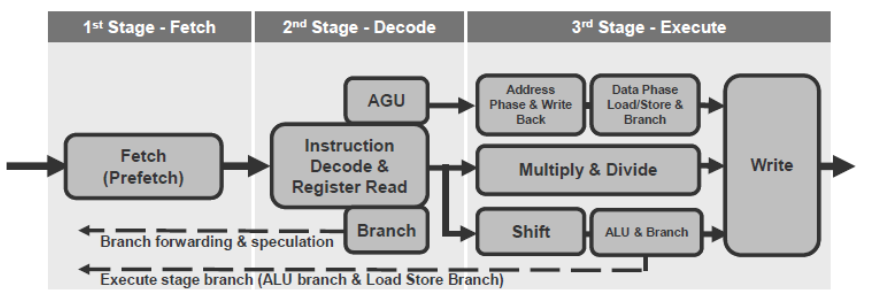 1st Stage - Fetch
2nd Stage - Decode
3rd Stage - Execute
AGU
Address
Phase & Write
Back
Data Phase
Load/Store &
Branch
Fetch
(Prefetch)
Instruction
Decode &
Register Read
Multiply & Divide
Write
Branch
Shift
ALU & Branch
Branch forwarding & speculation
Execute stage branch (ALU branch & Load Store Branch)